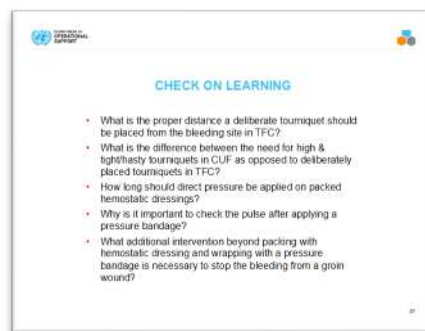 DEPARTMENT OF
OPERATIONAL
SUPPORT
CHECK ON LEARNING
• What is the proper distance a deliberate tourniquet should
be placed from the bleeding site in TFC?
• What is the difference between the need for high &
tight/hasty tourniquets in CUF as opposed to deliberately
placed tourniquets in TFC?
• How long should direct pressure be applied on packed
hemostatic dressings?
• Why is it important to check the pulse after applying a
pressure bandage?
• What additional intervention beyond packing with
hemostatic dressing and wrapping with a pressure
bandage is necessary to stop the bleeding from a groin
wound?